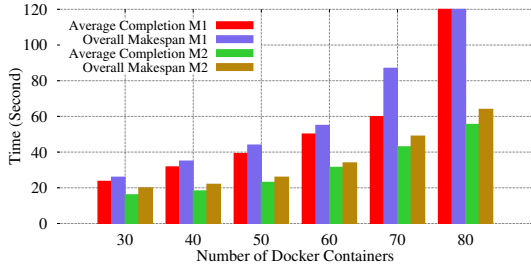 120
100
80
60
40
20
0
Time (Second)
Average Completion M1
Overall Makespan M1
Average Completion M2
Overall Makespan M2
30 40 50 60 70 80
Number of Docker Containers